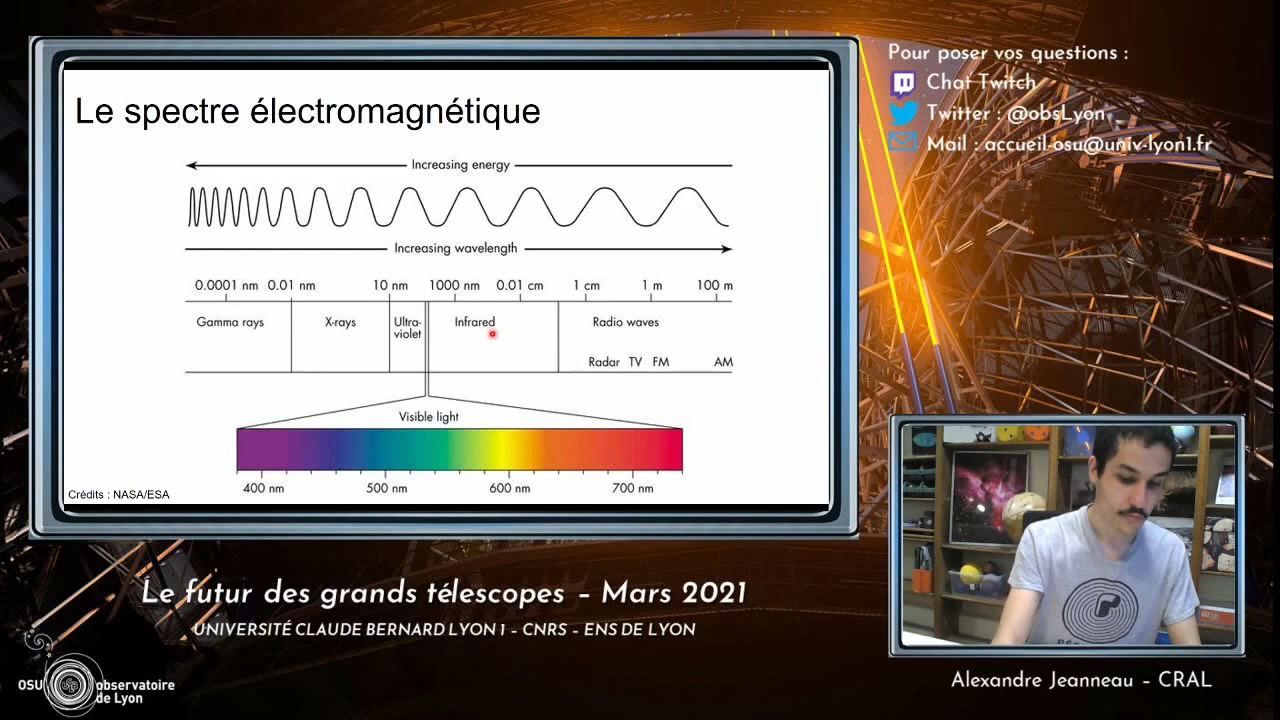 Le spectre électromagnétique
Increasing energy
Increasing wavelength
0.0001 nm 0.01 nm 10 nm 1000 nm 0.01 cm 1 cm 1 m 100 m
Gamma rays X-rays Ultra-violet Infrared Radio waves
Radar TV FM AM
Visible light
400 nm 500 nm 600 nm 700 nm
Crédits : NASA/ESA
Pour poser vos questions :
Chat Twitch
Twitter : @obsLyon
Mail : accueil-osu@univ-lyon1.fr
Le futur des grands télescopes – Mars 2021
UNIVERSITÉ CLAUDE BERNARD LYON 1 – CNRS – ENS DE LYON
OSU observatoire
de Lyon
Alexandre Jeanneau – CRAL